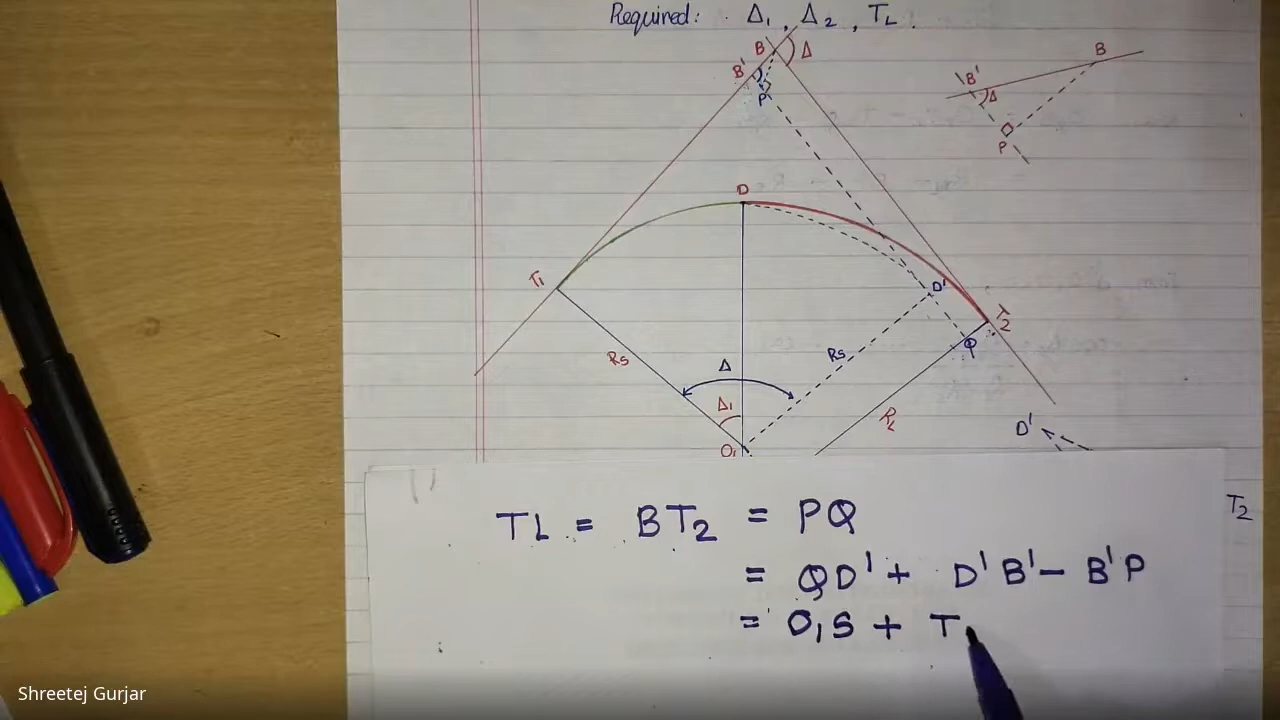 Required: Δ1, Δ2, TL.
B Δ
B'
P
B
B'
Δ
P
D
T1
D'
T2
Q
Rs
Δ
Rs
Δ1
RL
D'
O1
T2
TL = BT2 = PQ
= QD' + D'B' - B'P
= O1S + T
Shreetej Gurjar